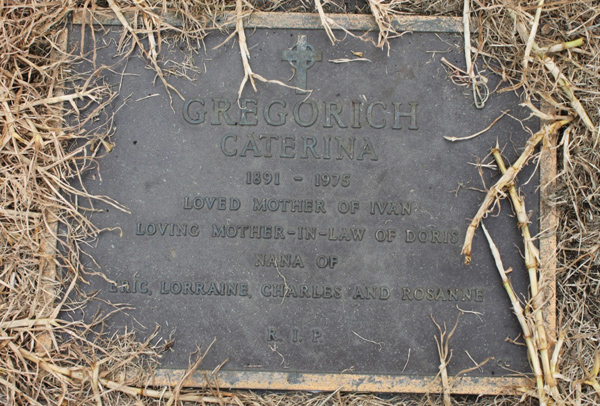 GREGORICH
CATERINA
1891 - 1975
LOVED MOTHER OF IVAN
LOVING MOTHER-IN-LAW OF DORIS
NANA OF
ERIC, LORRAINE, CHARLES AND ROSANNE
R.I.P.